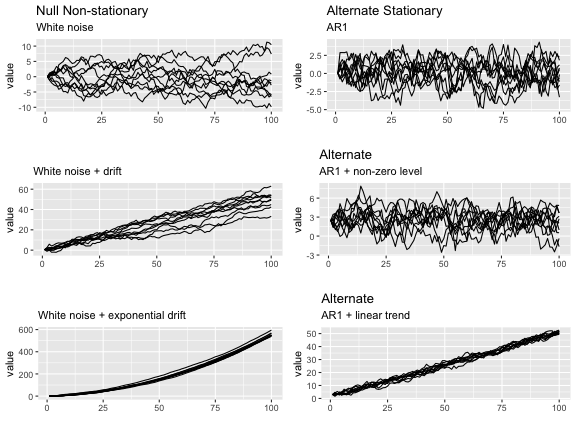 Null Non-stationary
White noise
value
10
5
0
-5
-10
0 25 50 75 100
Alternate Stationary
AR1
value
2.5
0.0
-2.5
-5.0
0 25 50 75 100
White noise + drift
value
60
40
20
0
0 25 50 75 100
Alternate
AR1 + non-zero level
value
6
3
0
-3
0 25 50 75 100
White noise + exponential drift
value
600
400
200
0
0 25 50 75 100
Alternate
AR1 + linear trend
value
50
40
30
20
10
0
0 25 50 75 100